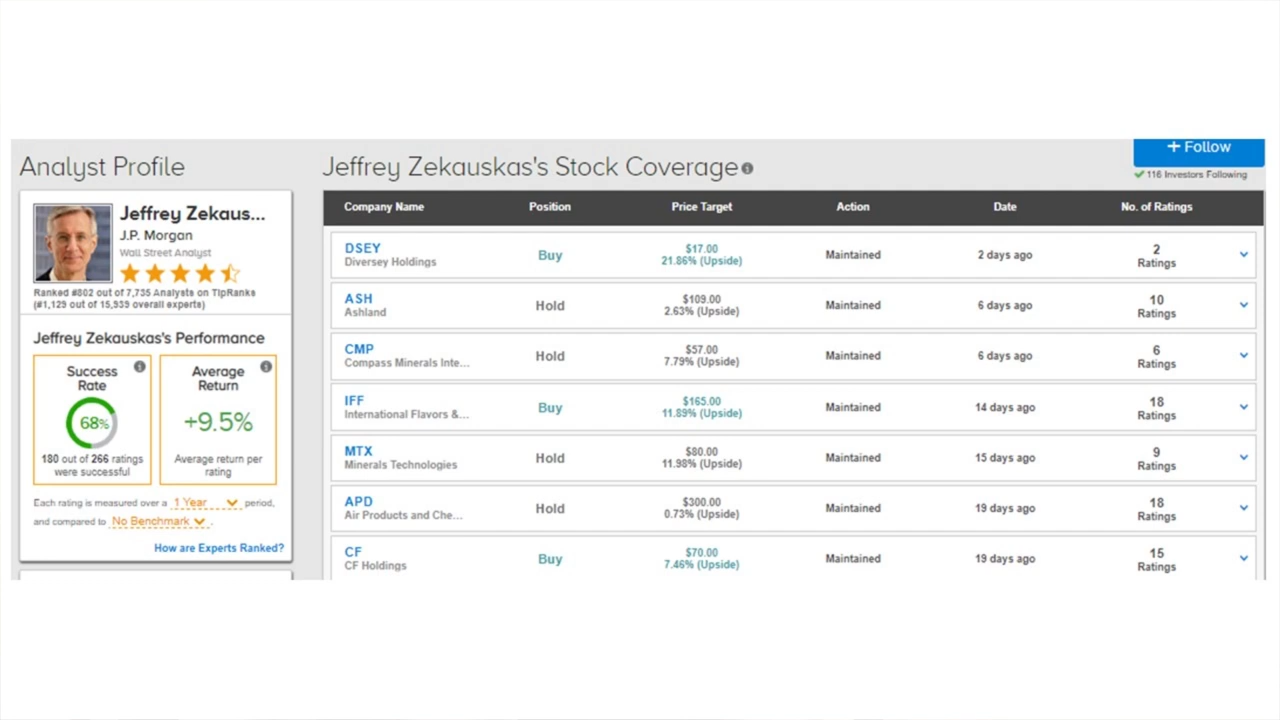 Analyst Profile
Jeffrey Zekaus...
J.P. Morgan
Wall Street Analyst
Ranked #802 out of 7,735 Analysts on TipRanks
(#1,129 out of 15,539 overall experts)
Jeffrey Zekauskas's Performance
Success Rate
68%
180 out of 266 ratings
were successful
Average Return
+9.5%
Average return per
rating
Each rating is measured over a 1 Year period,
and compared to No Benchmark .
How are Experts Ranked?
Jeffrey Zekauskas's Stock Coverage
+ Follow
116 Investors Following
Company Name Position Price Target Action Date No. of Ratings
DSEY Buy $17.00 Maintained 2 days ago 2
Diversey Holdings 21.86% (Upside) Ratings
ASH Hold $109.00 Maintained 6 days ago 10
Ashland 2.63% (Upside) Ratings
CMP Hold $57.00 Maintained 6 days ago 6
Compass Minerals Inte... 7.79% (Upside) Ratings
IFF Buy $165.00 Maintained 14 days ago 18
International Flavors &... 11.89% (Upside) Ratings
MTX Hold $80.00 Maintained 15 days ago 9
Minerals Technologies 11.98% (Upside) Ratings
APD Hold $300.00 Maintained 19 days ago 18
Air Products and Che... 0.73% (Upside) Ratings
CF Buy $70.00 Maintained 19 days ago 15
CF Holdings 7.46% (Upside) Ratings